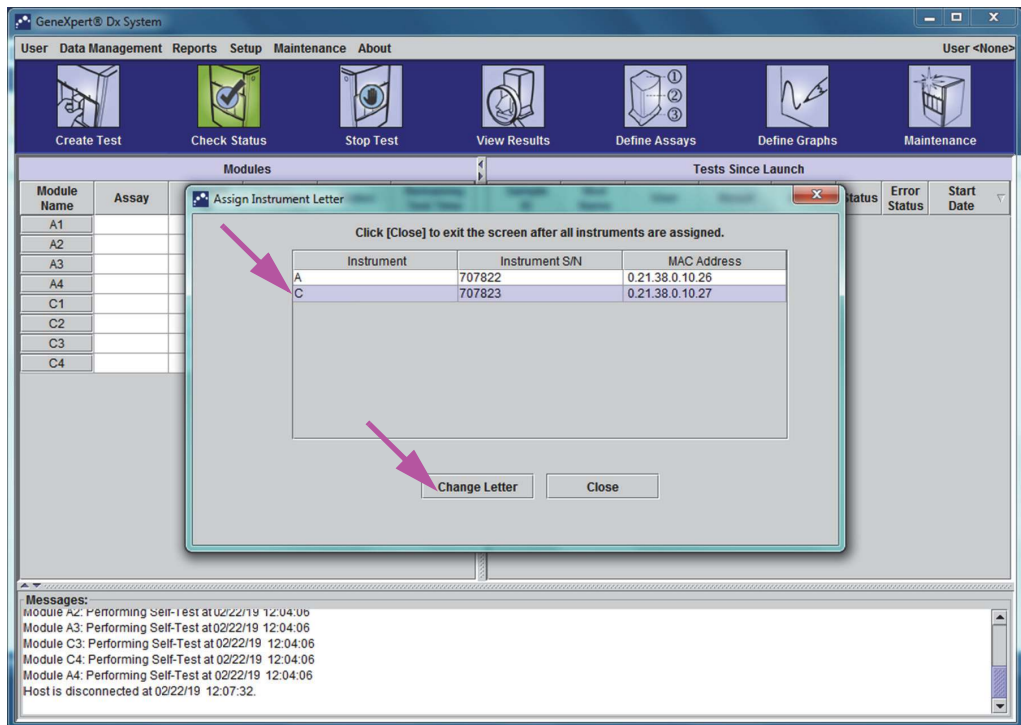 GeneXpert® Dx System
User Data Management Reports Setup Maintenance About User <None>
Create Test Check Status Stop Test View Results Define Assays Define Graphs Maintenance
Modules Tests Since Launch
Module Name Assay Status Error Status Start Date
Assign Instrument Letter
Click [Close] to exit the screen after all instruments are assigned.
Instrument Instrument S/N MAC Address
A 707822 0.21.38.0.10.26
C 707823 0.21.38.0.10.27
A1
A2
A3
A4
C1
C2
C3
C4
Change Letter Close
Messages:
Module A2: Performing Self-Test at 02/22/19 12:04:06
Module A3: Performing Self-Test at 02/22/19 12:04:06
Module C3: Performing Self-Test at 02/22/19 12:04:06
Module C4: Performing Self-Test at 02/22/19 12:04:06
Module A4: Performing Self-Test at 02/22/19 12:04:06
Host is disconnected at 02/22/19 12:07:32.